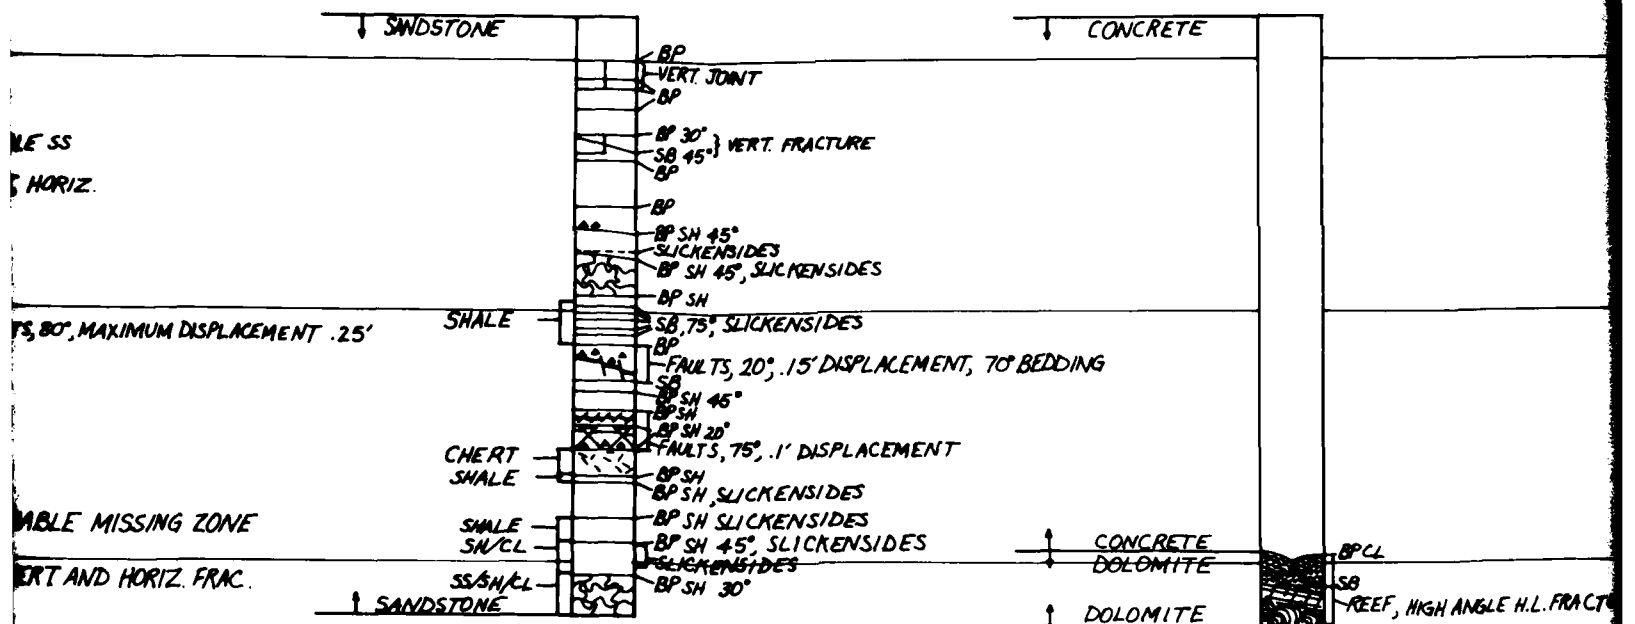 SANDSTONE
CONCRETE
BP
VERT. JOINT
BP
SS
BP 30°
SB 45° } VERT. FRACTURE
BP
HORIZ.
BP
BP SH 45°
SLICKENSIDES
BP SH 45°, SLICKENSIDES
BP SH
SHALE
SB, 75°, SLICKENSIDES
80°, MAXIMUM DISPLACEMENT .25'
BP
FAULTS, 20°, .15' DISPLACEMENT, 70° BEDDING
SB
BP SH 45°
BP SH
BP SH 20°
FAULTS, 75°, .1' DISPLACEMENT
CHERT
SHALE
BP SH
BP SH, SLICKENSIDES
MISSING ZONE
SHALE
BP SH SLICKENSIDES
SH/CL
BP SH 45°, SLICKENSIDES
SLICKENSIDES
CONCRETE
DOLOMITE
BP CL
AND HORIZ. FRAC.
SS/SH/CL
BP SH 30°
SB
SANDSTONE
DOLOMITE
REEF, HIGH ANGLE H.L. FRACT